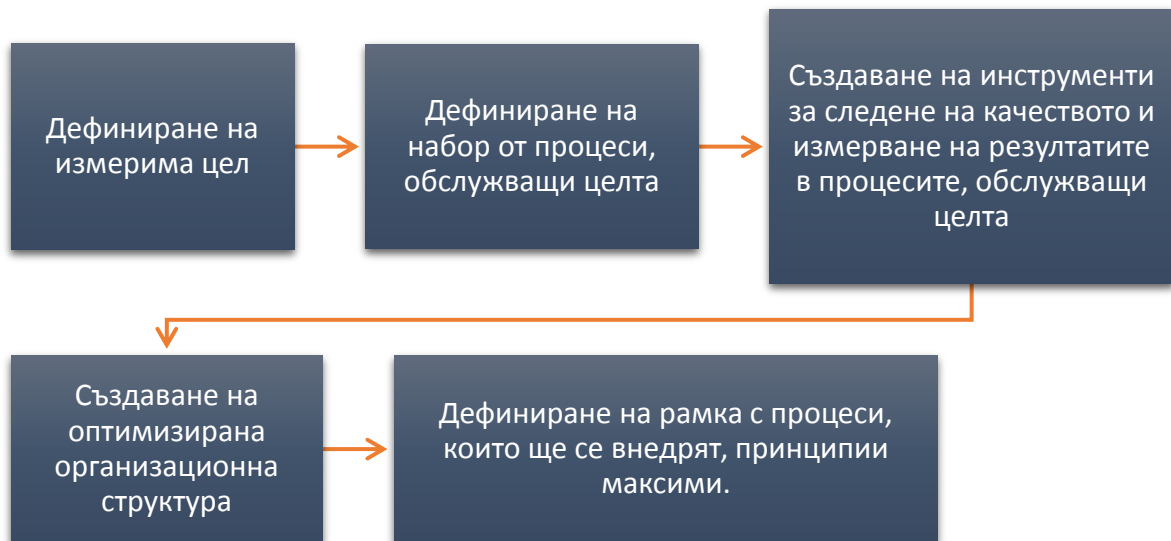 Дефиниране на
измерима цел
Дефиниране на
набор от процеси,
обслужващи целта
Създаване на инструменти
за следене на качеството и
измерване на резултатите
в процесите, обслужващи
целта
Създаване на
оптимизирана
организационна
структура
Дефиниране на рамка с процеси,
които ще се внедрят, принципии
максими.